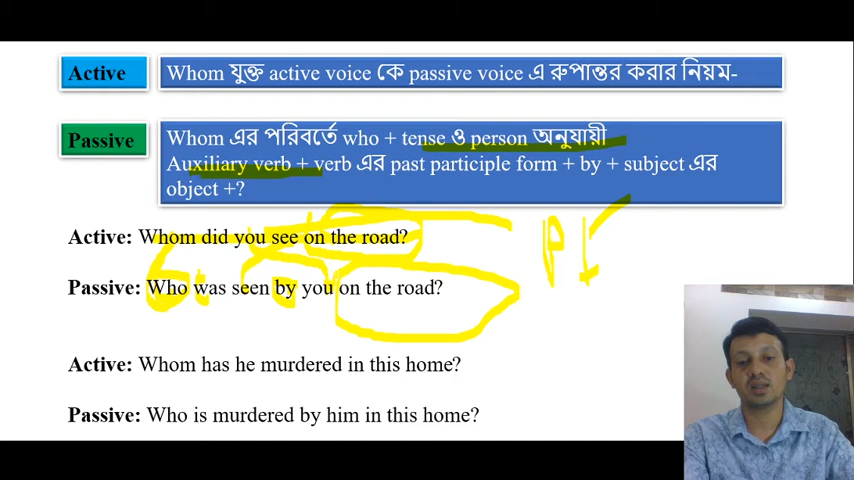 Active
Whom যুক্ত active voice কে passive voice এ রুপান্তর করার নিয়ম-
Passive
Whom এর পরিবর্তে who + tense ও person অনুযায়ী
Auxiliary verb + verb এর past participle form + by + subject এর
object +?
Active: Whom did you see on the road?
Passive: Who was seen by you on the road?
Active: Whom has he murdered in this home?
Passive: Who is murdered by him in this home?